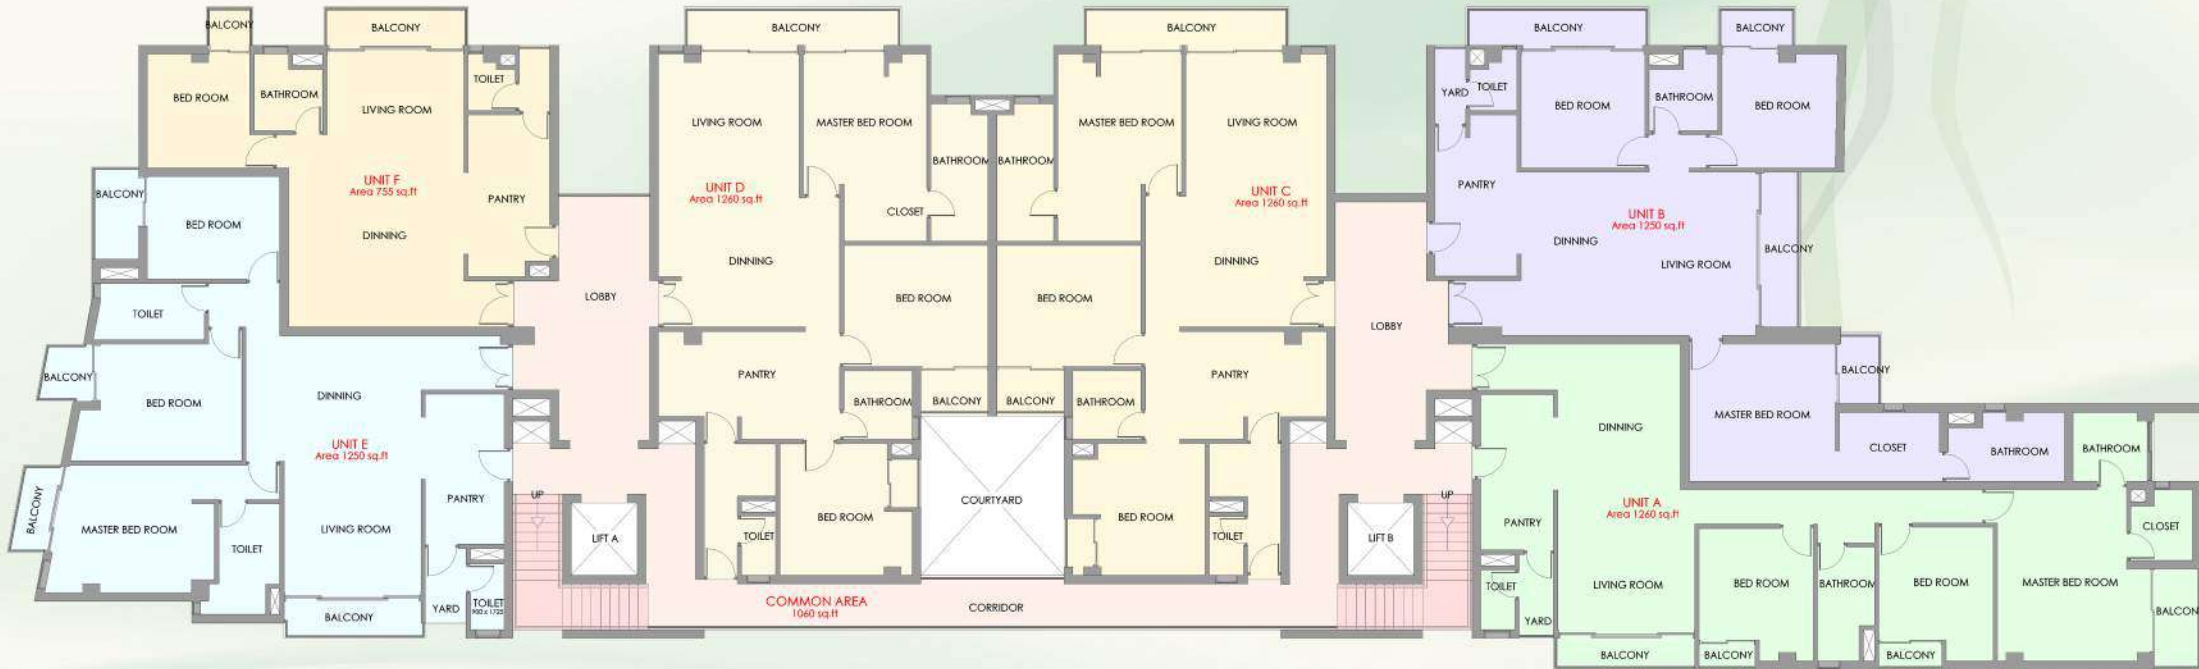 BALCONY
BALCONY
BED ROOM
BATHROOM
LIVING ROOM
TOILET
UNIT F
Area 755 sq.ft
PANTRY
DINNING
BALCONY
BED ROOM
TOILET
BALCONY
BED ROOM
DINNING
UNIT E
Area 1250 sq.ft
BALCONY
MASTER BED ROOM
TOILET
LIVING ROOM
PANTRY
BALCONY
YARD
TOILET
LOBBY
UP
LIFT A
BALCONY
LIVING ROOM
MASTER BED ROOM
BATHROOM
UNIT D
Area 1260 sq.ft
CLOSET
DINNING
BED ROOM
PANTRY
BATHROOM
BALCONY
BED ROOM
TOILET
COURTYARD
COMMON AREA
1060 sq.ft
CORRIDOR
BALCONY
MASTER BED ROOM
LIVING ROOM
BATHROOM
UNIT C
Area 1260 sq.ft
DINNING
BED ROOM
PANTRY
BALCONY
BATHROOM
BED ROOM
TOILET
LOBBY
UP
LIFT B
BALCONY
BALCONY
YARD
TOILET
BED ROOM
BATHROOM
BED ROOM
PANTRY
UNIT B
Area 1250 sq.ft
DINNING
LIVING ROOM
BALCONY
BALCONY
MASTER BED ROOM
CLOSET
BATHROOM
DINNING
BATHROOM
UNIT A
Area 1260 sq.ft
PANTRY
CLOSET
TOILET
LIVING ROOM
BED ROOM
BATHROOM
BED ROOM
MASTER BED ROOM
YARD
BALCON
BALCONY
BALCONY
BALCONY